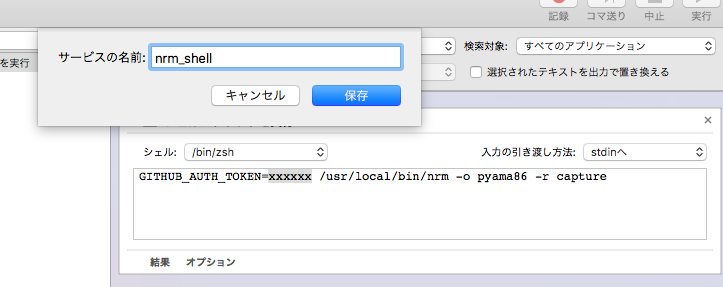 記録 コマ送り 中止 実行
サービスの名前: nrm_shell
検索対象: すべてのアプリケーション
を実行
選択されたテキストを出力で置き換える
キャンセル 保存
シェル: /bin/zsh 入力の引き渡し方法: stdinへ
GITHUB_AUTH_TOKEN=xxxxxx /usr/local/bin/nrm -o pyama86 -r capture
結果 オプション